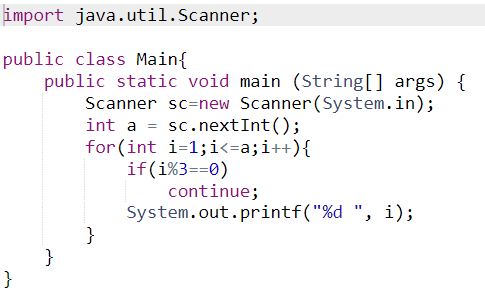 import java.util.Scanner;
public class Main{
public static void main (String[] args) {
Scanner sc=new Scanner(System.in);
int a = sc.nextInt();
for(int i=1;i<=a;i++){
if(i%3==0)
continue;
System.out.printf("%d ", i);
}
}
}